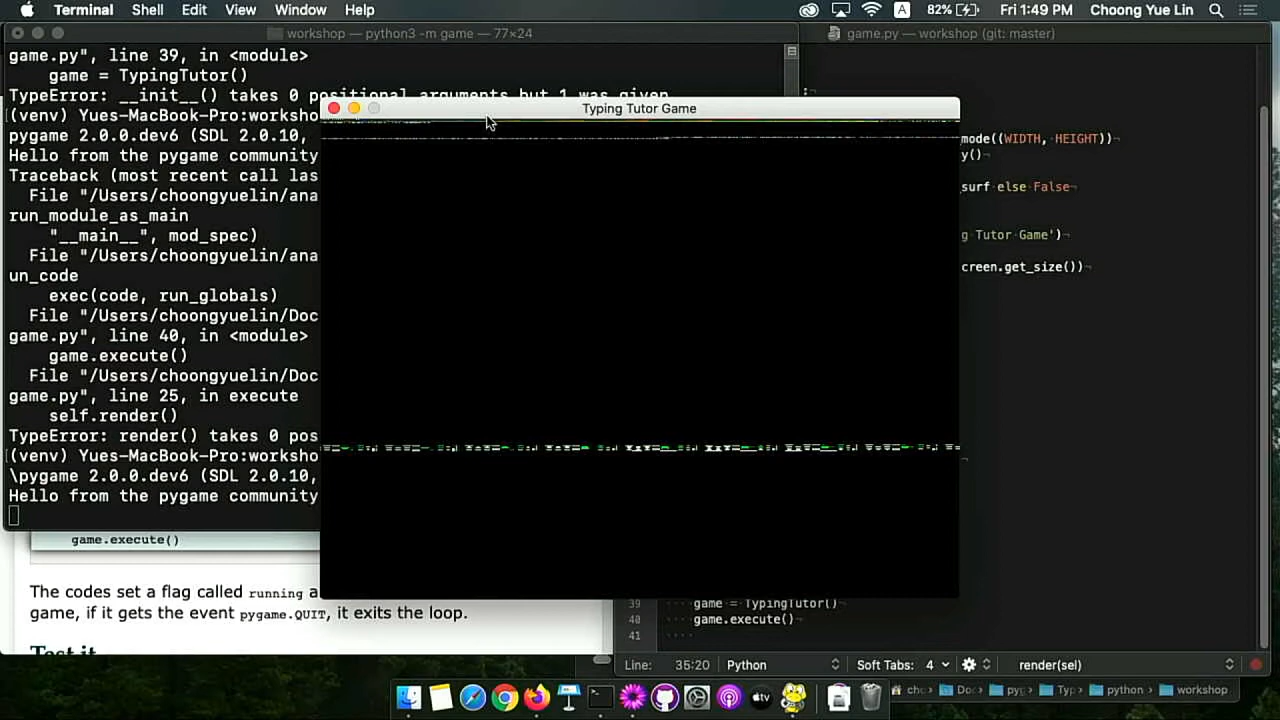 Terminal Shell Edit View Window Help
A 82% Fri 1:49 PM Choong Yue Lin
workshop — python3 -m game — 77×24
game.py — workshop (git: master)
game.py", line 39, in <module>
game = TypingTutor()
TypeError: __init__() takes 0 positional arguments but 1 was given
(venv) Yues-MacBook-Pro:worksho
pygame 2.0.0.dev6 (SDL 2.0.10,
Hello from the pygame community
Traceback (most recent call las
File "/Users/choongyuelin/ana
run_module_as_main
"__main__", mod_spec)
File "/Users/choongyuelin/ana
un_code
exec(code, run_globals)
File "/Users/choongyuelin/Doc
game.py", line 40, in <module>
game.execute()
File "/Users/choongyuelin/Doc
game.py", line 25, in execute
self.render()
TypeError: render() takes 0 pos
(venv) Yues-MacBook-Pro:worksho
\pygame 2.0.0.dev6 (SDL 2.0.10,
Hello from the pygame community
Typing Tutor Game
mode((WIDTH, HEIGHT))
y()
surf else False
g Tutor Game')
creen.get_size())
game.execute()
The codes set a flag called running a
game, if it gets the event pygame.QUIT, it exits the loop.
Test it
39 game = TypingTutor()
40 game.execute()
41
Line: 35:20 Python Soft Tabs: 4 render(sel)
cho Doc pyg Typ python workshop